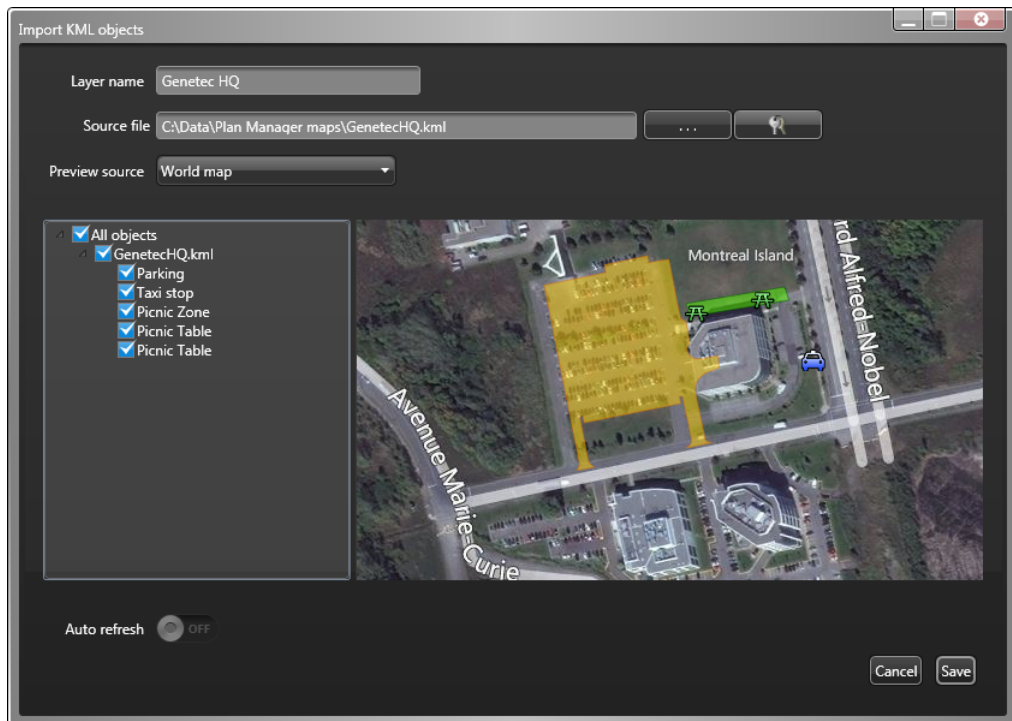 Import KML objects
Layer name Genetec HQ
Source file C:\Data\Plan Manager maps\GenetecHQ.kml ...
Preview source World map
All objects
GenetecHQ.kml
Parking
Taxi stop
Picnic Zone
Picnic Table
Picnic Table
Montreal Island
rd Alfred-Nobel
Avenue Marie-Curie
Auto refresh OFF
Cancel Save